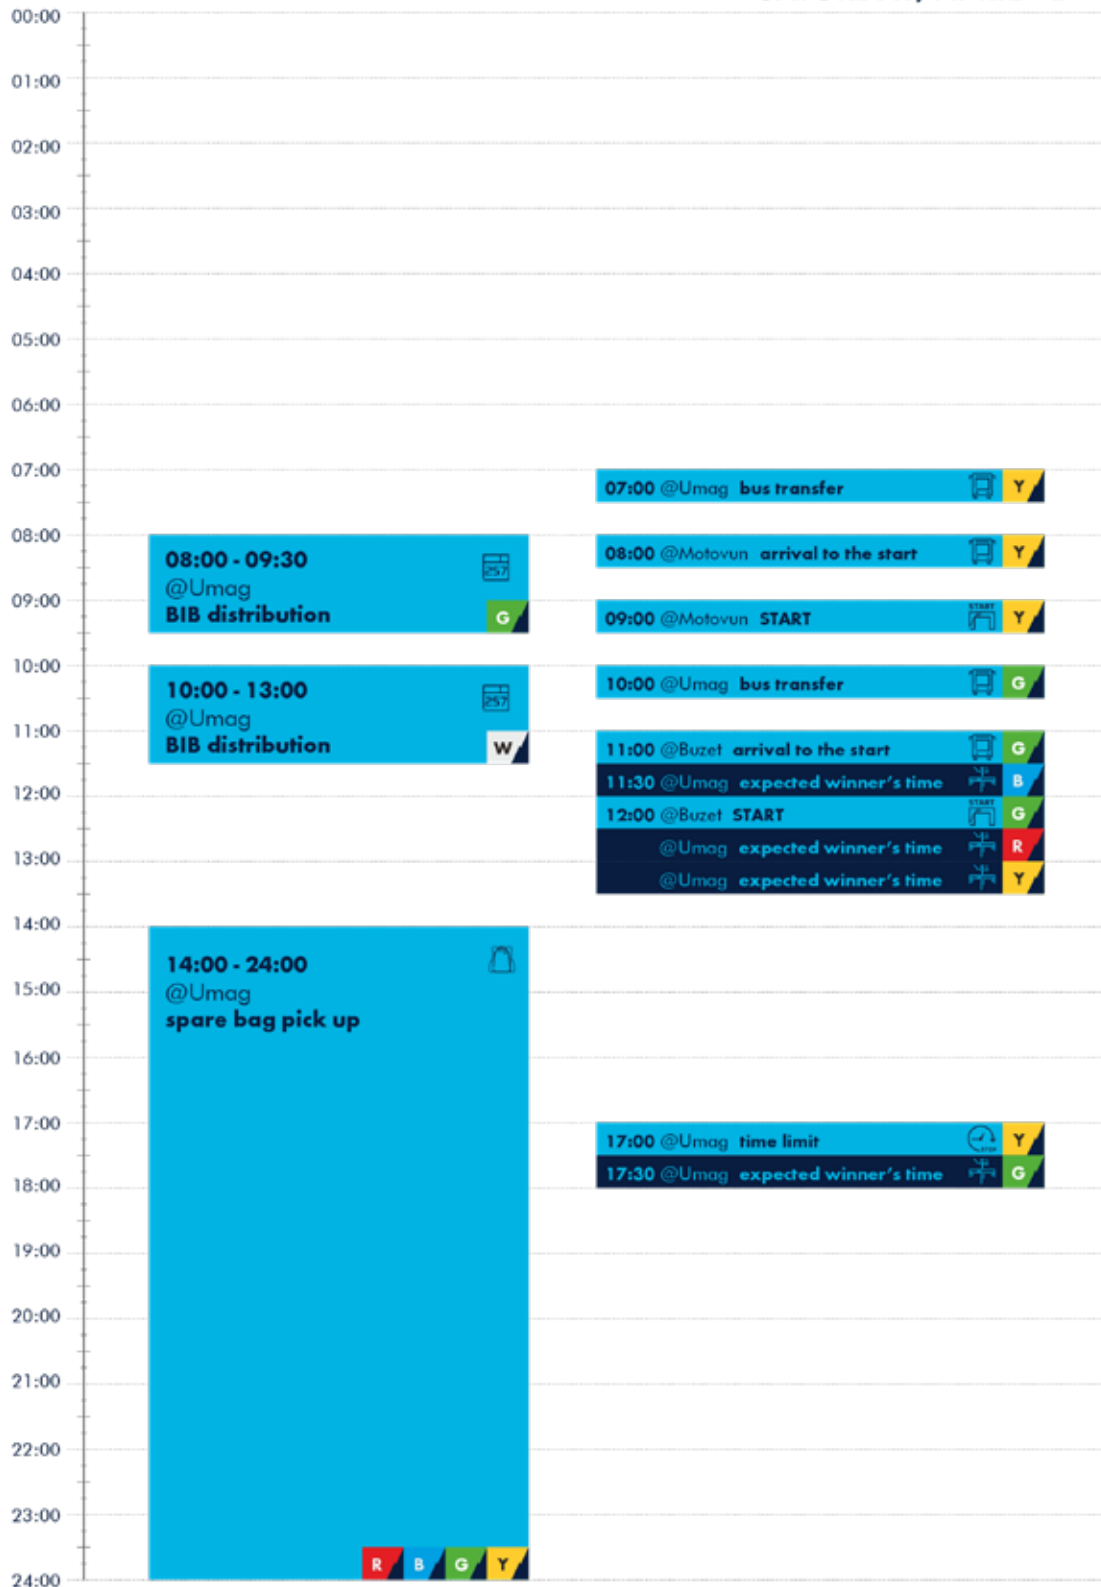 00:00
01:00
02:00
03:00
04:00
05:00
06:00
07:00
08:00
09:00
10:00
11:00
12:00
13:00
14:00
15:00
16:00
17:00
18:00
19:00
20:00
21:00
22:00
23:00
24:00
08:00 - 09:30
@Umag
BIB distribution
257
G
10:00 - 13:00
@Umag
BIB distribution
257
W
14:00 - 24:00
@Umag
spare bag pick up
R B G Y
07:00 @Umag bus transfer Y
08:00 @Motovun arrival to the start Y
09:00 @Motovun START START Y
10:00 @Umag bus transfer G
11:00 @Buzet arrival to the start G
11:30 @Umag expected winner's time B
12:00 @Buzet START START G
@Umag expected winner's time R
@Umag expected winner's time Y
17:00 @Umag time limit STOP Y
17:30 @Umag expected winner's time G